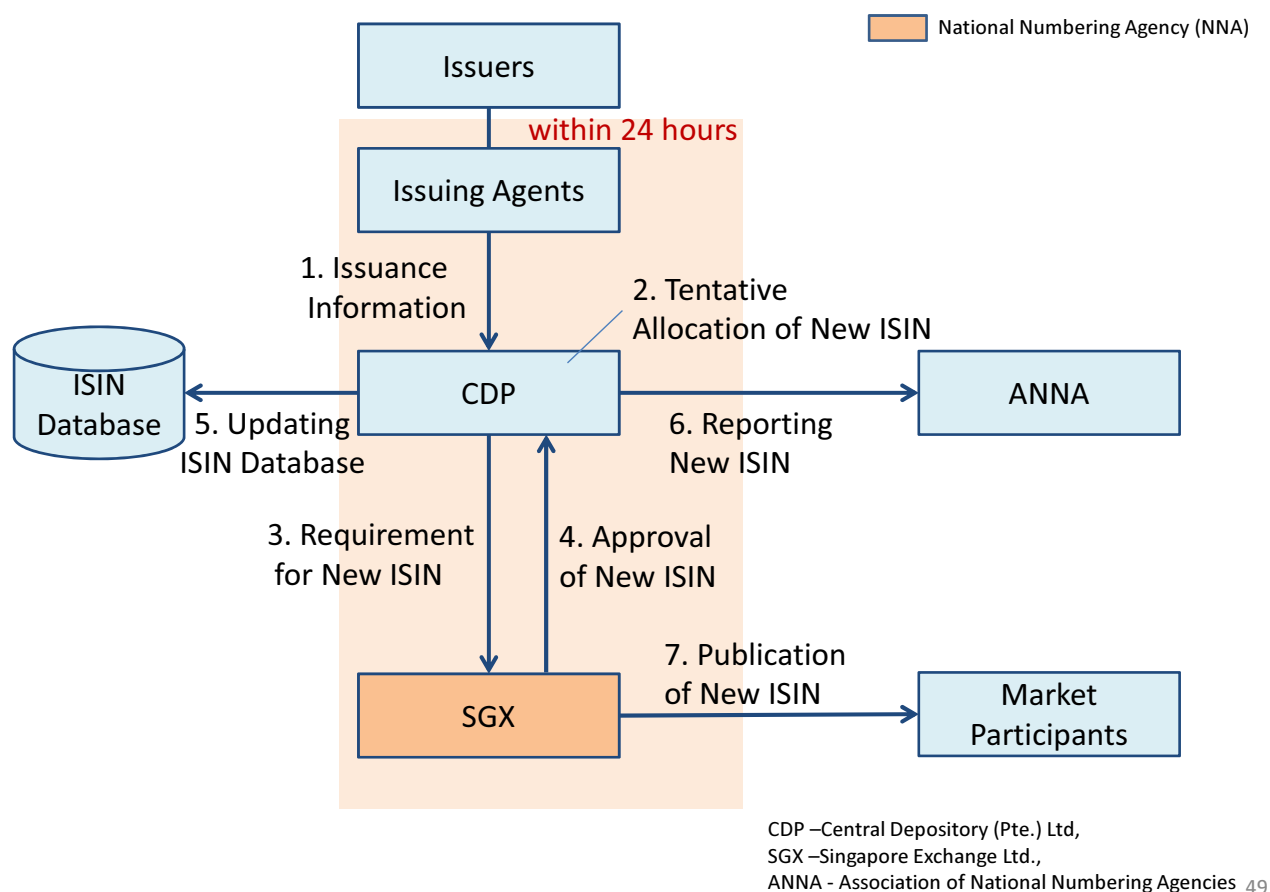 National Numbering Agency (NNA)
Issuers
within 24 hours
Issuing Agents
1. Issuance
Information
2. Tentative
Allocation of New ISIN
ISIN
Database
CDP
ANNA
5. Updating
ISIN Database
6. Reporting
New ISIN
3. Requirement
for New ISIN
4. Approval
of New ISIN
7. Publication
of New ISIN
SGX
Market
Participants
CDP –Central Depository (Pte.) Ltd,
SGX –Singapore Exchange Ltd.,
ANNA - Association of National Numbering Agencies
49